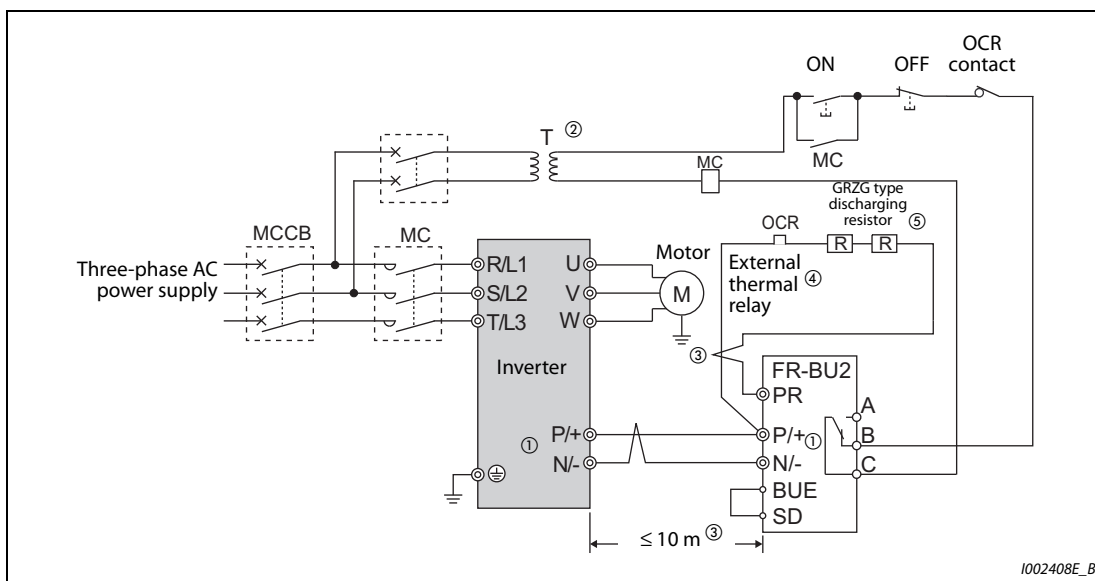 OCR
contact
ON
OFF
T ②
MC
MC
GRZG type
discharging
resistor ⑤
OCR
R
R
MCCB
MC
Motor
External
thermal ④
relay
Three-phase AC
power supply
R/L1
S/L2
T/L3
U
V
W
M
Inverter
③
FR-BU2
PR
A
① P/+
P/+ ①
B
N/-
N/-
C
BUE
SD
≤ 10 m ③
I002408E_B